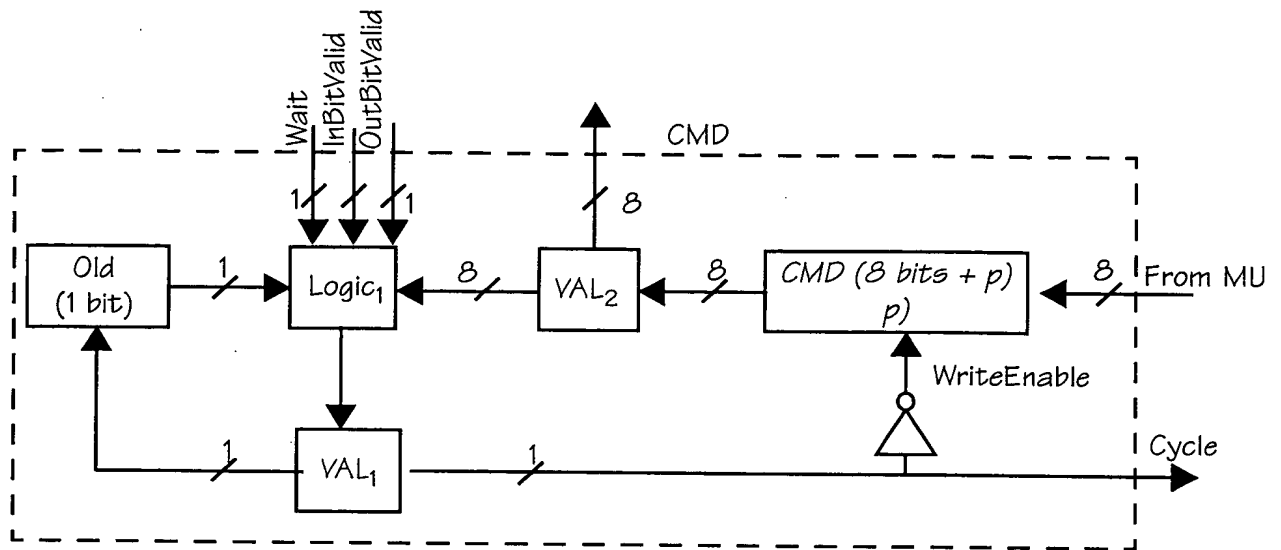 Wait
InBitValid
OutBitValid
CMD
1
1
8
Old
(1 bit)
1
Logic1
8
VAL2
8
CMD (8 bits + p)
p)
8
From MU
WriteEnable
1
VAL1
1
Cycle